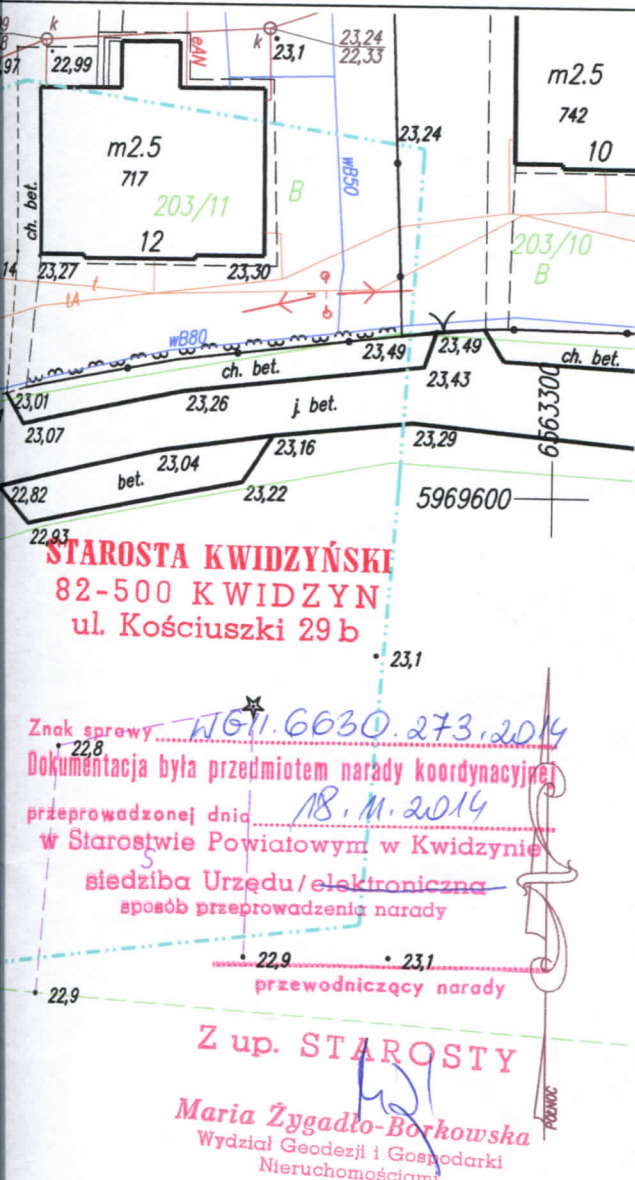 k
k
23,1
23,24
22,33
22,99
eAN
m2.5
717
203/11
B
12
ch. bet.
wB50
23,24
m2.5
742
10
203/10
B
14
23,27
23,30
t
tA
wB80
23,49
23,49
ch. bet.
ch. bet.
23,01
23,07
23,26
j. bet.
23,43
23,16
23,29
6563300
23,04
bet.
22,82
23,22
22,93
5969600
STAROSTA KWIDZYŃSKI
82-500 KWIDZYN
ul. Kościuszki 29 b
23,1
Znak sprawy WGN.6630.273.2014
22,8
Dokumentacja była przedmiotem narady koordynacyjnej
przeprowadzonej dnia 18.11.2014
w Starostwie Powiatowym w Kwidzynie
s
siedziba Urzędu/elektroniczna
sposób przeprowadzenia narady
22,9
23,1
przewodniczący narady
22,9
Z up. STAROSTY
Maria Żygadło-Borkowska
Wydział Geodezji i Gospodarki
Nieruchomościami
PÓŁNOC